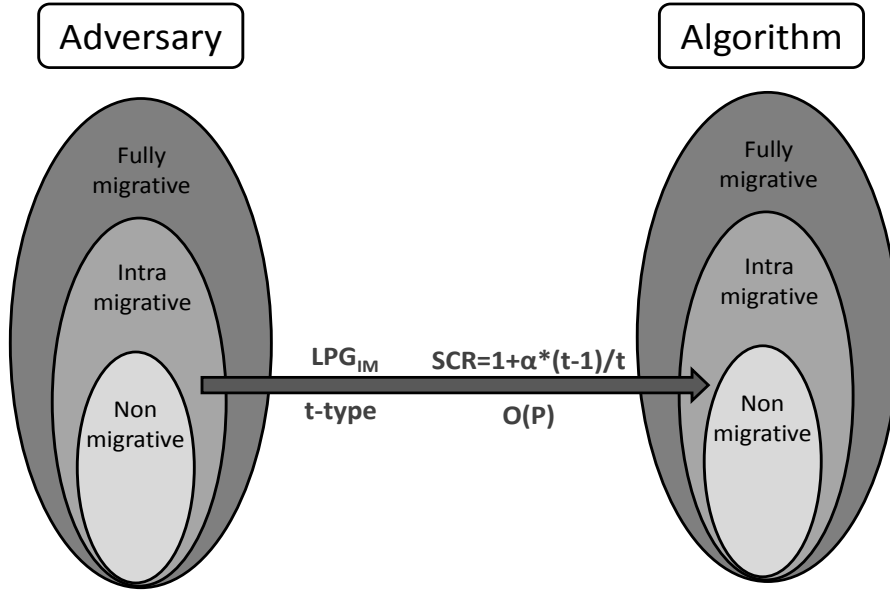 Adversary
Algorithm
Fully
migrative
Intra
migrative
Non
migrative
LPG_IM
SCR=1+α*(t-1)/t
t-type
O(P)
Fully
migrative
Intra
migrative
Non
migrative